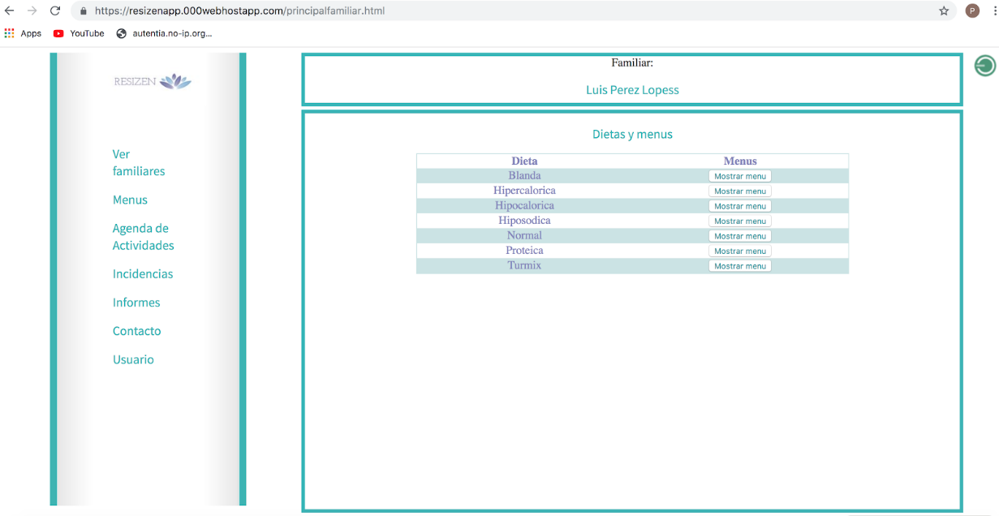 https://resizenapp.000webhostapp.com/principalfamiliar.html
P
Apps YouTube autentia.no-ip.org...
RESIZEN
Ver
familiares
Menus
Agenda de
Actividades
Incidencias
Informes
Contacto
Usuario
Familiar:
Luis Perez Lopess
Dietas y menus
Dieta Menus
Blanda Mostrar menu
Hipercalorica Mostrar menu
Hipocalorica Mostrar menu
Hiposodica Mostrar menu
Normal Mostrar menu
Proteica Mostrar menu
Turmix Mostrar menu